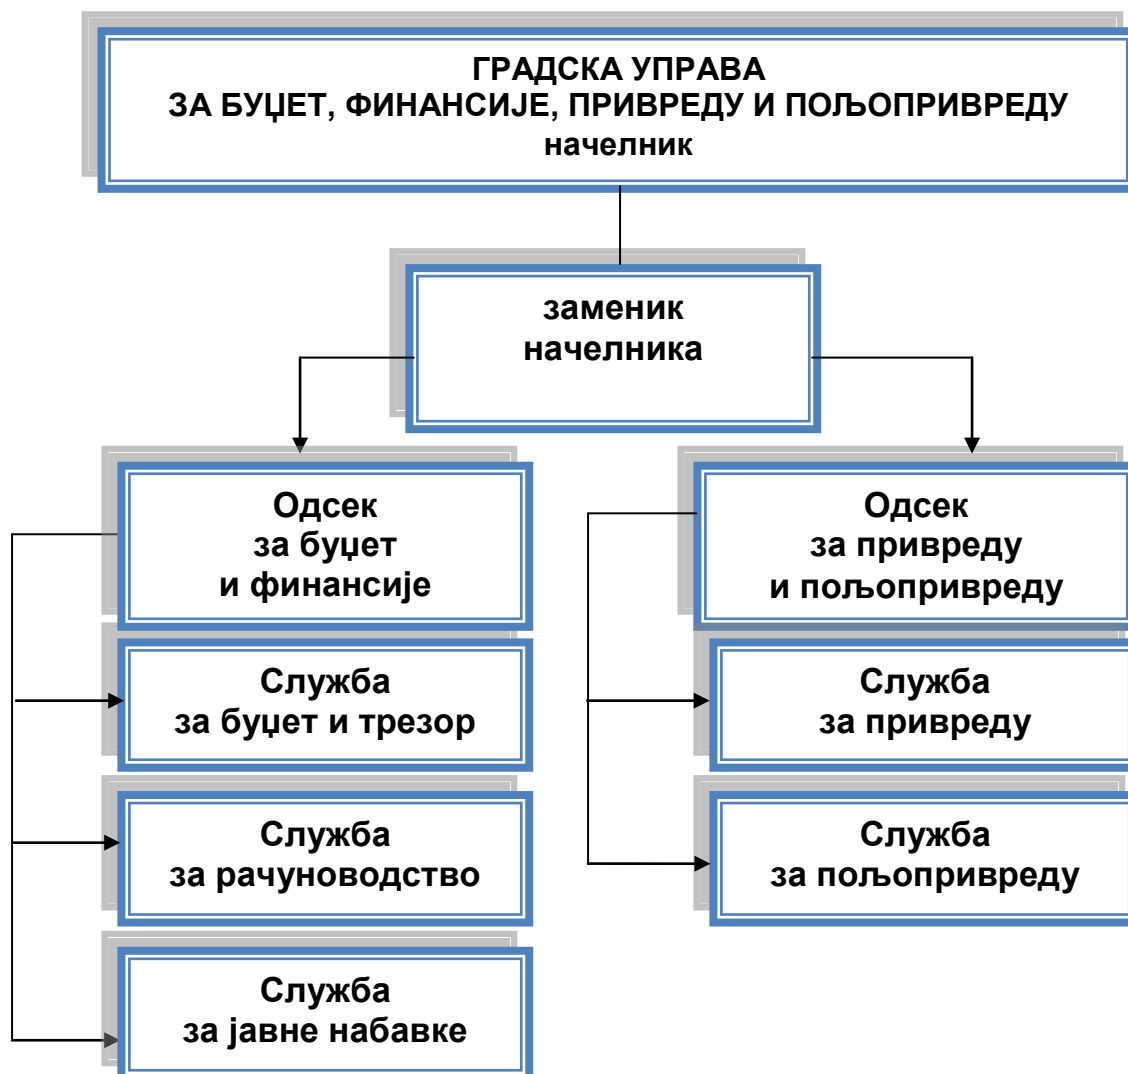 ГРАДСКА УПРАВА
ЗА БУЏЕТ, ФИНАНСИЈЕ, ПРИВРЕДУ И ПОЉОПРИВРЕДУ
начелник
заменик
начелника
Одсек
за буџет
и финансије
Служба
за буџет и трезор
Служба
за рачуноводство
Служба
за јавне набавке
Одсек
за привреду
и пољопривреду
Служба
за привреду
Служба
за пољопривреду